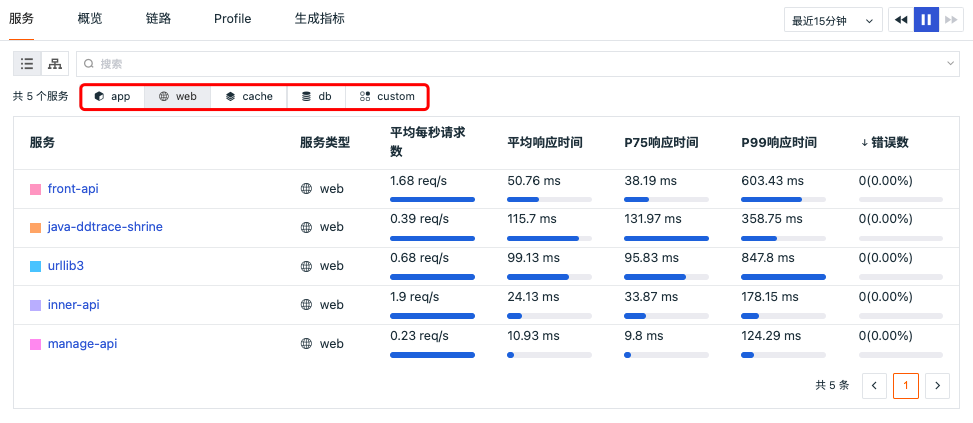 服务 概览 链路 Profile 生成指标 最近15分钟
搜索
共 5 个服务 app web cache db custom
服务 服务类型 平均每秒请求数 平均响应时间 P75响应时间 P99响应时间 ↓错误数
front-api web 1.68 req/s 50.76 ms 38.19 ms 603.43 ms 0(0.00%)
java-ddtrace-shrine web 0.39 req/s 115.7 ms 131.97 ms 358.75 ms 0(0.00%)
urllib3 web 0.68 req/s 99.13 ms 95.83 ms 847.8 ms 0(0.00%)
inner-api web 1.9 req/s 24.13 ms 33.87 ms 178.15 ms 0(0.00%)
manage-api web 0.23 req/s 10.93 ms 9.8 ms 124.29 ms 0(0.00%)
共 5 条 1